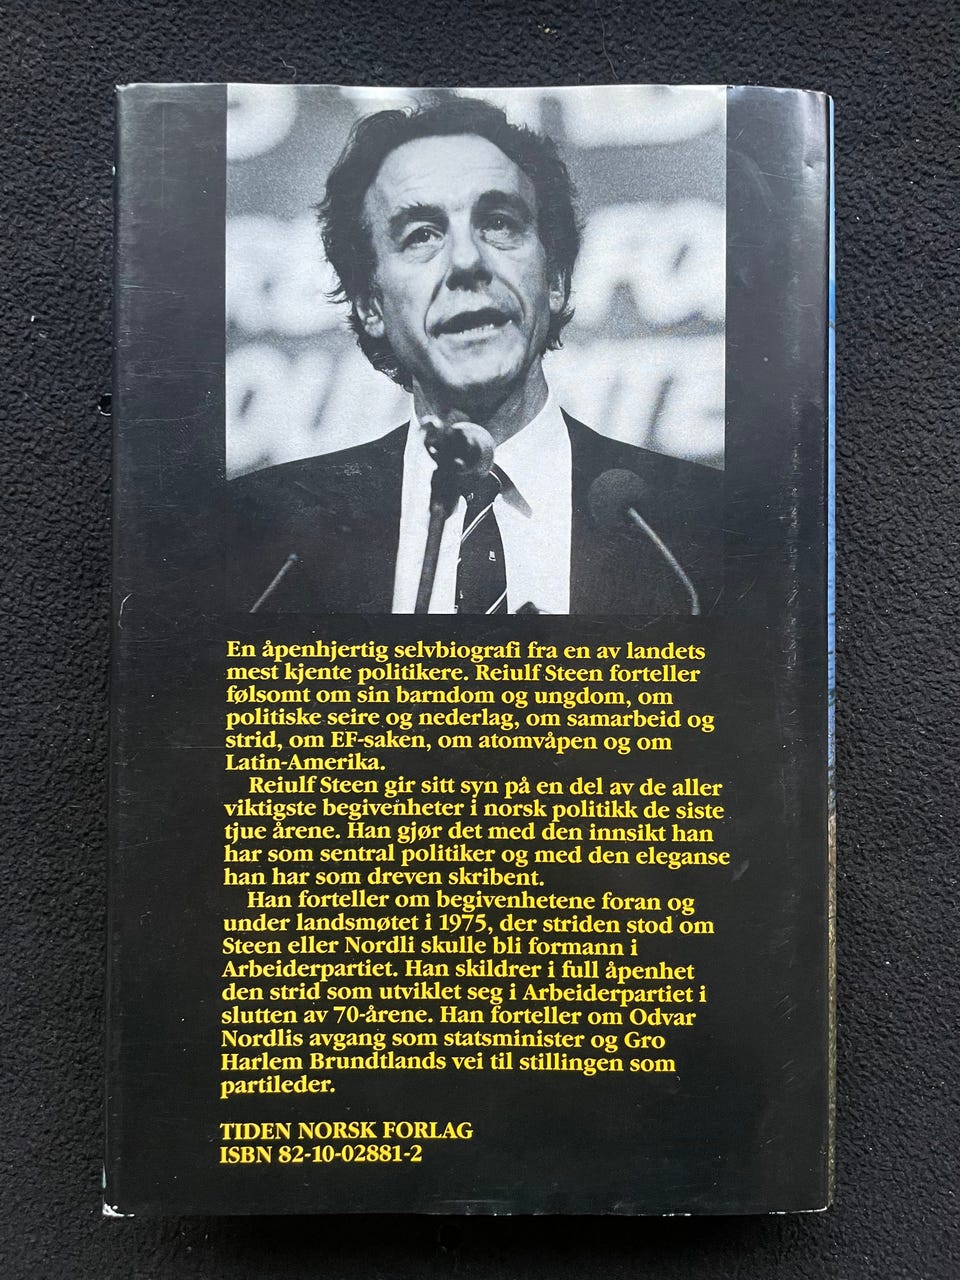 En åpenhjertig selvbiografi fra en av landets
mest kjente politikere. Reiulf Steen forteller
følsomt om sin barndom og ungdom, om
politiske seire og nederlag, om samarbeid og
strid, om EF-saken, om atomvåpen og om
Latin-Amerika.
Reiulf Steen gir sitt syn på en del av de aller
viktigste begivenheter i norsk politikk de siste
tjue årene. Han gjør det med den innsikt han
har som sentral politiker og med den eleganse
han har som dreven skribent.
Han forteller om begivenhetene foran og
under landsmøtet i 1975, der striden stod om
Steen eller Nordli skulle bli formann i
Arbeiderpartiet. Han skildrer i full åpenhet
den strid som utviklet seg i Arbeiderpartiet i
slutten av 70-årene. Han forteller om Odvar
Nordlis avgang som statsminister og Gro
Harlem Brundtlands vei til stillingen som
partileder.
TIDEN NORSK FORLAG
ISBN 82-10-02881-2